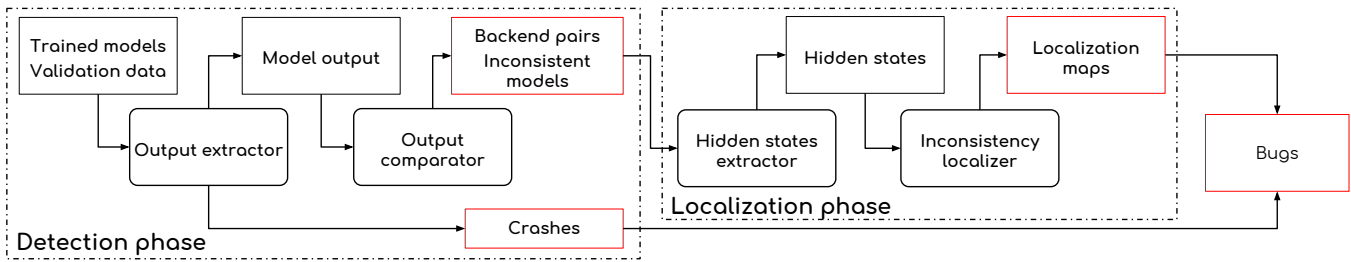 Trained models
Validation data
Output extractor
Model output
Output
comparator
Backend pairs
Inconsistent
models
Crashes
Detection phase
Hidden states
extractor
Hidden states
Inconsistency
localizer
Localization
maps
Localization phase
Bugs